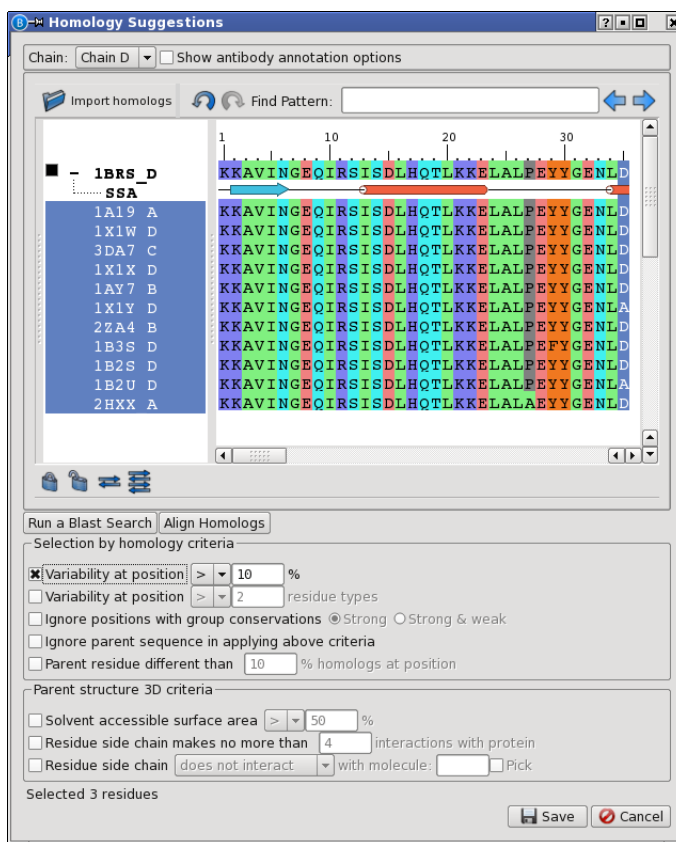 Homology Suggestions
Chain: Chain D Show antibody annotation options
Import homologs Find Pattern:
1 10 20 30
1BRS_D KKAVINGEQIRSISDLHQTLKKELALPEYYGENLD
SSA
1A19 A KKAVINGEQIRSISDLHQTLKKELALPEYYGENLD
1X1W D KKAVINGEQIRSISDLHQTLKKELALPEYYGENLD
3DA7 C KKAVINGEQIRSISDLHQTLKKELALPEYYGENLD
1X1X D KKAVINGEQIRSISDLHQTLKKELALPEYYGENLD
1AY7 B KKAVINGEQIRSISDLHQTLKKELALPEYYGENLD
1X1Y D KKAVINGEQIRSISDLHQTLKKELALPEYYGENLA
2ZA4 B KKAVINGEQIRSISDLHQTLKKELALPEYYGENLD
1B3S D KKAVINGEQIRSISDLHQTLKKELALPEFYGENLD
1B2S D KKAVINGEQIRSISDLHQTLKKELALPEYYGENLD
1B2U D KKAVINGEQIRSISDLHQTLKKELALPEYYGENLA
2HXX A KKAVINGEQIRSISDLHQTLKKELALAEYYGENLD
Run a Blast Search Align Homologs
Selection by homology criteria
Variability at position > 10 %
Variability at position > 2 residue types
Ignore positions with group conservations Strong Strong & weak
Ignore parent sequence in applying above criteria
Parent residue different than 10 % homologs at position
Parent structure 3D criteria
Solvent accessible surface area > 50 %
Residue side chain makes no more than 4 interactions with protein
Residue side chain does not interact with molecule: Pick
Selected 3 residues
Save Cancel